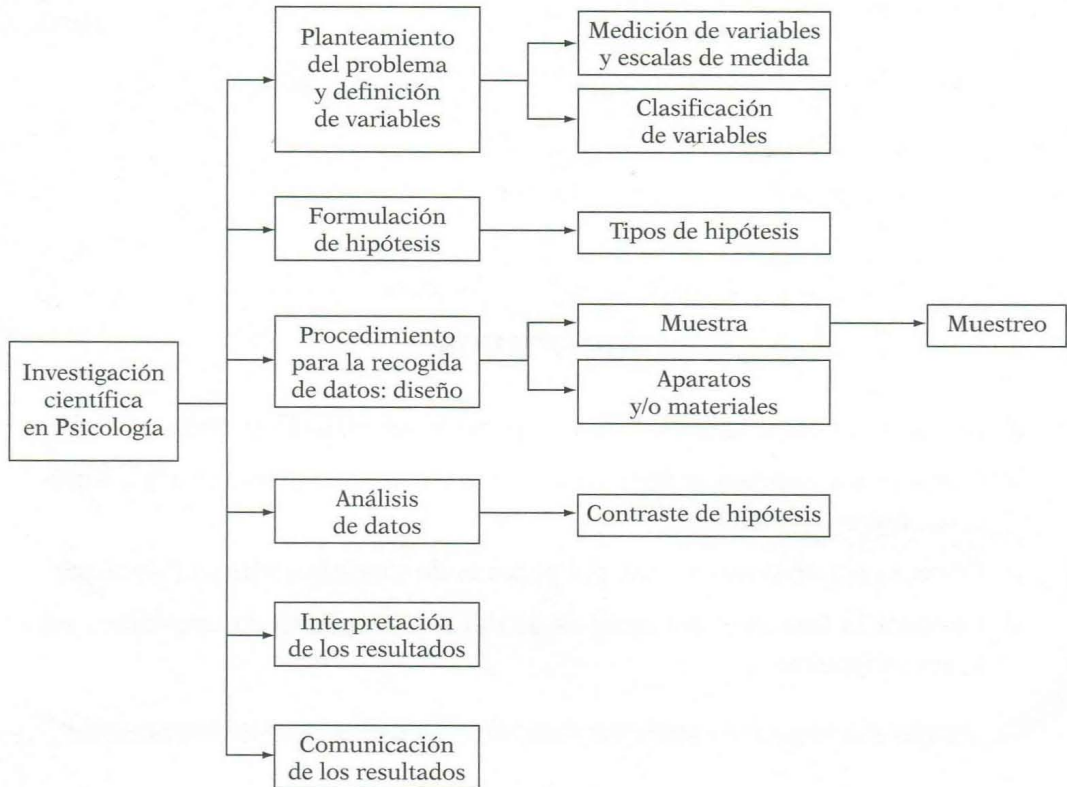 Planteamiento
del problema
y definición
de variables
Medición de variables
y escalas de medida
Clasificación
de variables
Formulación
de hipótesis
Tipos de hipótesis
Investigación
científica
en Psicología
Procedimiento
para la recogida
de datos: diseño
Muestra
Muestreo
Aparatos
y/o materiales
Análisis
de datos
Contraste de hipótesis
Interpretación
de los resultados
Comunicación
de los resultados